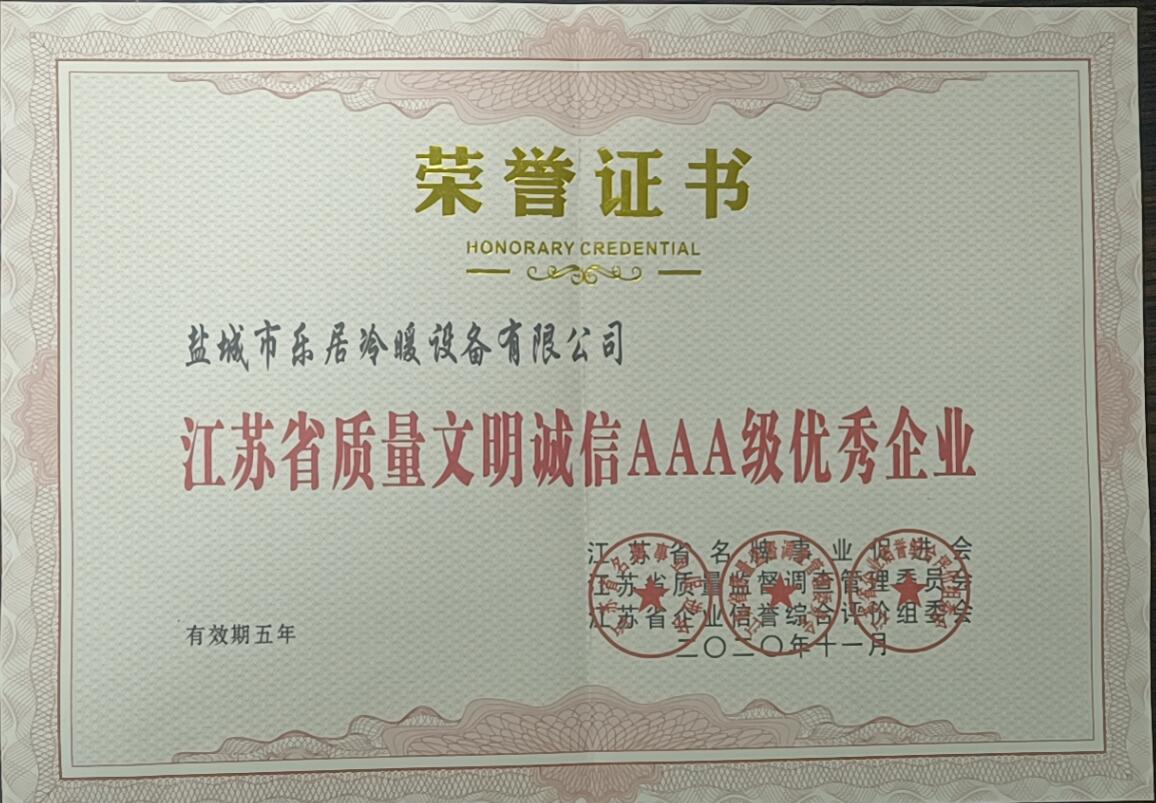 荣誉证书
HONORARY CREDENTIAL
盐城市乐居冷暖设备有限公司
江苏省质量文明诚信AAA级优秀企业
江苏省名牌事业促进会
江苏省质量监督调查管理委员会
江苏省企业信誉综合评价组委会
有效期五年
二〇二〇年十一月